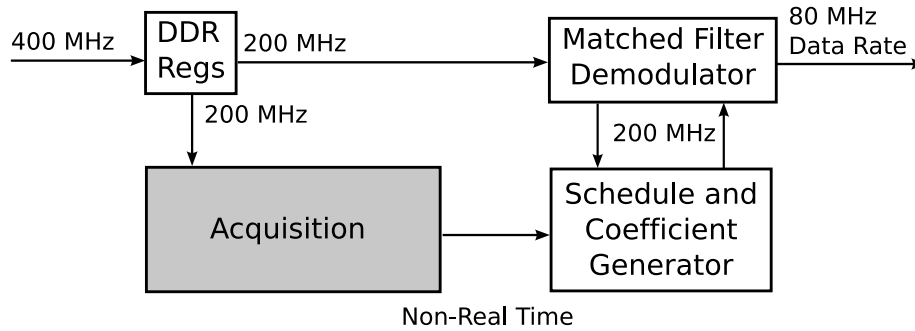 400 MHz
DDR
Regs
200 MHz
Matched Filter
Demodulator
80 MHz
Data Rate
200 MHz
200 MHz
Acquisition
Schedule and
Coefficient
Generator
Non-Real Time